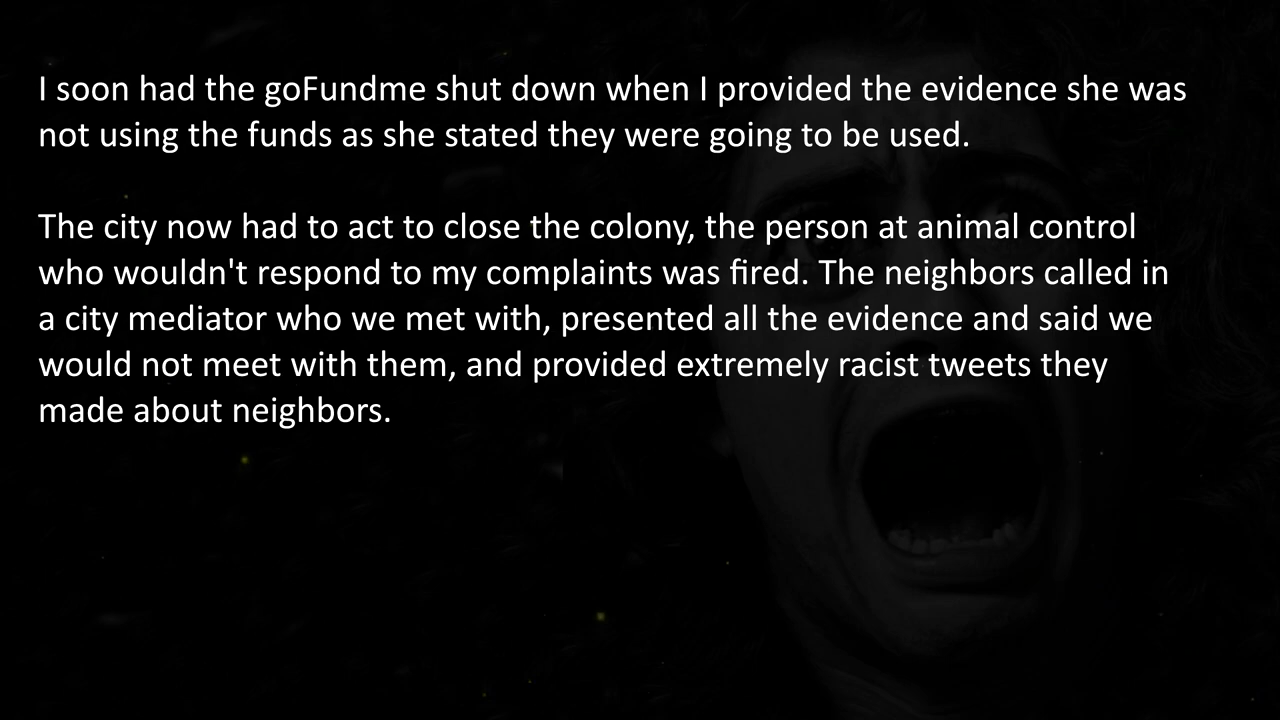 I soon had the goFundme shut down when I provided the evidence she was
not using the funds as she stated they were going to be used.
The city now had to act to close the colony, the person at animal control
who wouldn't respond to my complaints was fired. The neighbors called in
a city mediator who we met with, presented all the evidence and said we
would not meet with them, and provided extremely racist tweets they
made about neighbors.